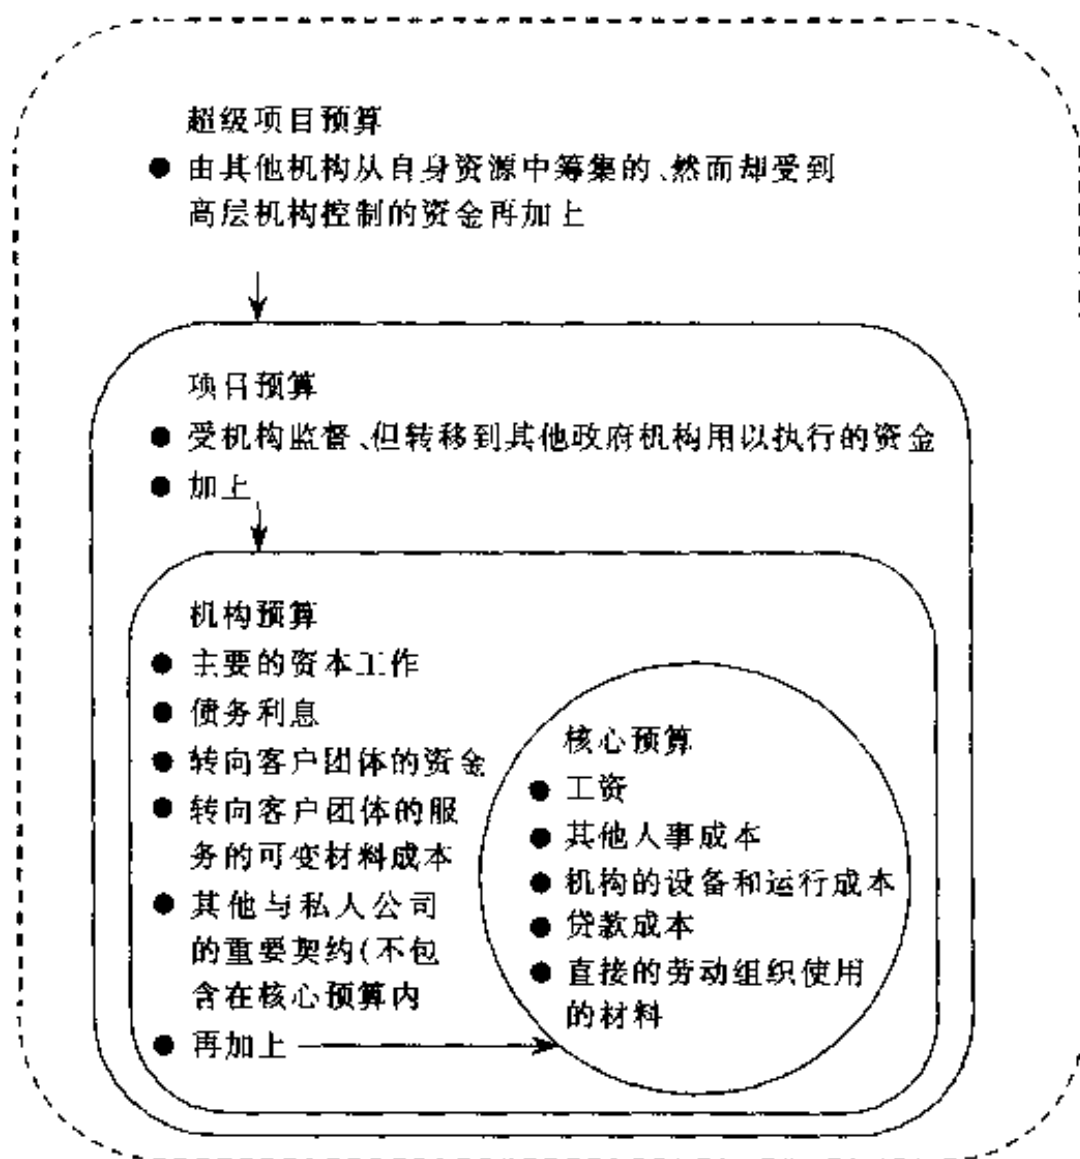 超级项目预算
● 由其他机构从自身资源中筹集的、然而却受到
高层机构控制的资金再加上
项目预算
● 受机构监督、但转移到其他政府机构用以执行的资金
● 加上
机构预算
● 主要的资本工作
● 债务利息
● 转向客户团体的资金
● 转向客户团体的服
务的可变材料成本
● 其他与私人公司
的重要契约(不包
含在核心预算内
● 再加上
核心预算
● 工资
● 其他人事成本
● 机构的设备和运行成本
● 贷款成本
● 直接的劳动组织使用
的材料